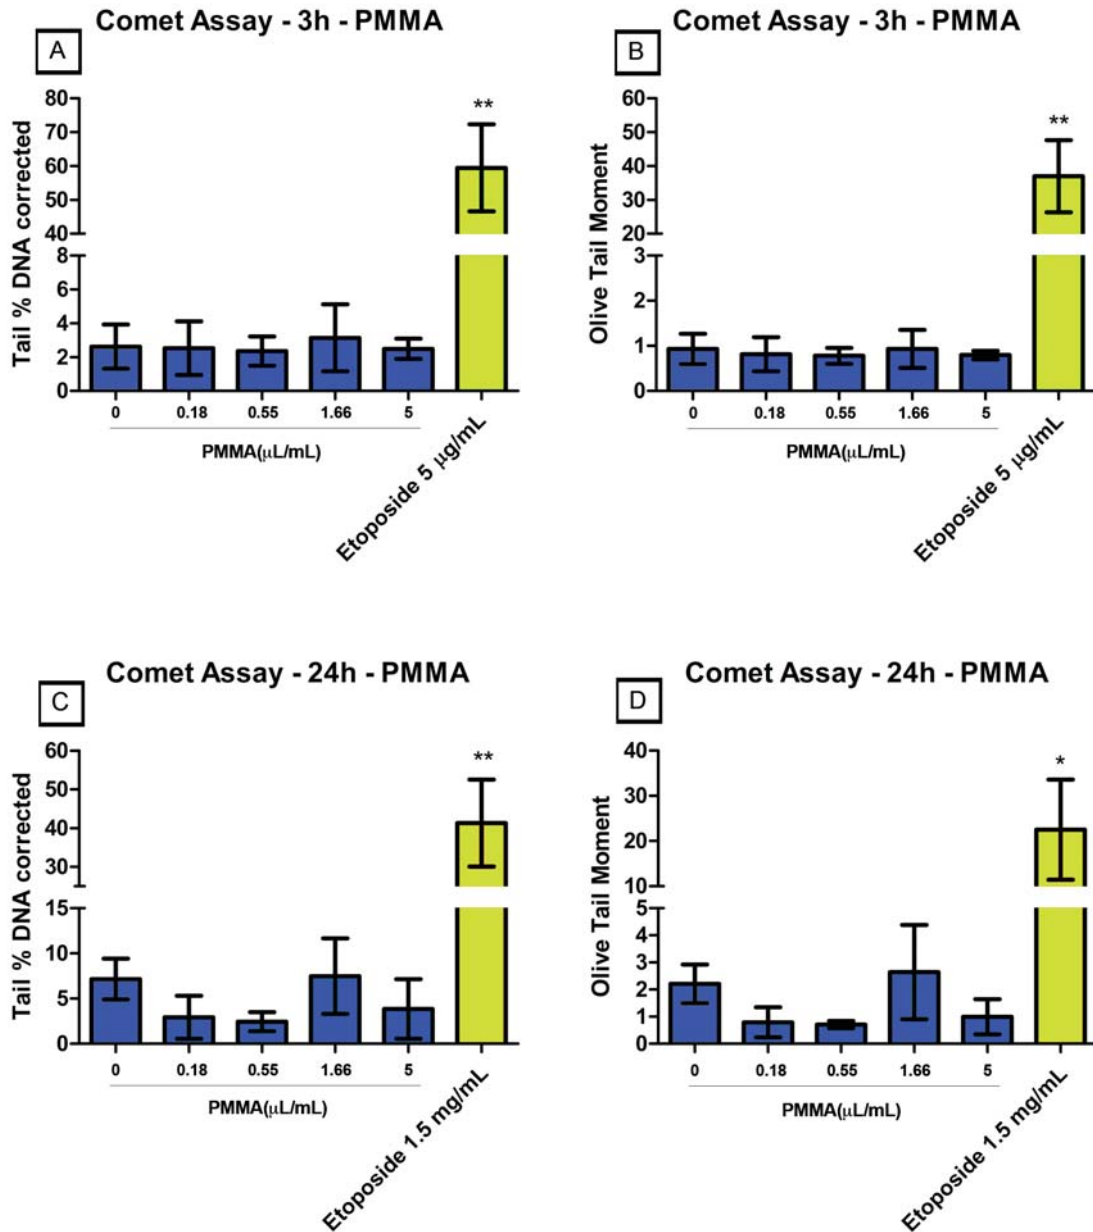 Comet Assay - 3h - PMMA
A
Tail % DNA corrected
80
70
60
50
40
8
6
4
2
0
**
0 0.18 0.55 1.66 5
PMMA(μL/mL)
Etoposide 5 μg/mL
Comet Assay - 3h - PMMA
B
Olive Tail Moment
60
50
40
30
20
3
2
1
0
**
0 0.18 0.55 1.66 5
PMMA(μL/mL)
Etoposide 5 μg/mL
Comet Assay - 24h - PMMA
C
Tail % DNA corrected
60
50
40
30
15
10
5
0
**
0 0.18 0.55 1.66 5
PMMA(μL/mL)
Etoposide 1.5 mg/mL
Comet Assay - 24h - PMMA
D
Olive Tail Moment
40
30
20
10
5
4
3
2
1
0
*
0 0.18 0.55 1.66 5
PMMA(μL/mL)
Etoposide 1.5 mg/mL